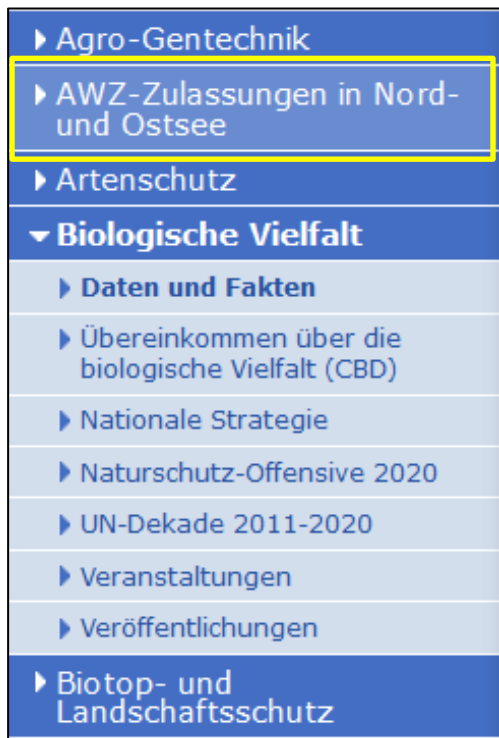 Agro-Gentechnik
AWZ-Zulassungen in Nord-
und Ostsee
Artenschutz
Biologische Vielfalt
Daten und Fakten
Übereinkommen über die
biologische Vielfalt (CBD)
Nationale Strategie
Naturschutz-Offensive 2020
UN-Dekade 2011-2020
Veranstaltungen
Veröffentlichungen
Biotop- und
Landschaftsschutz